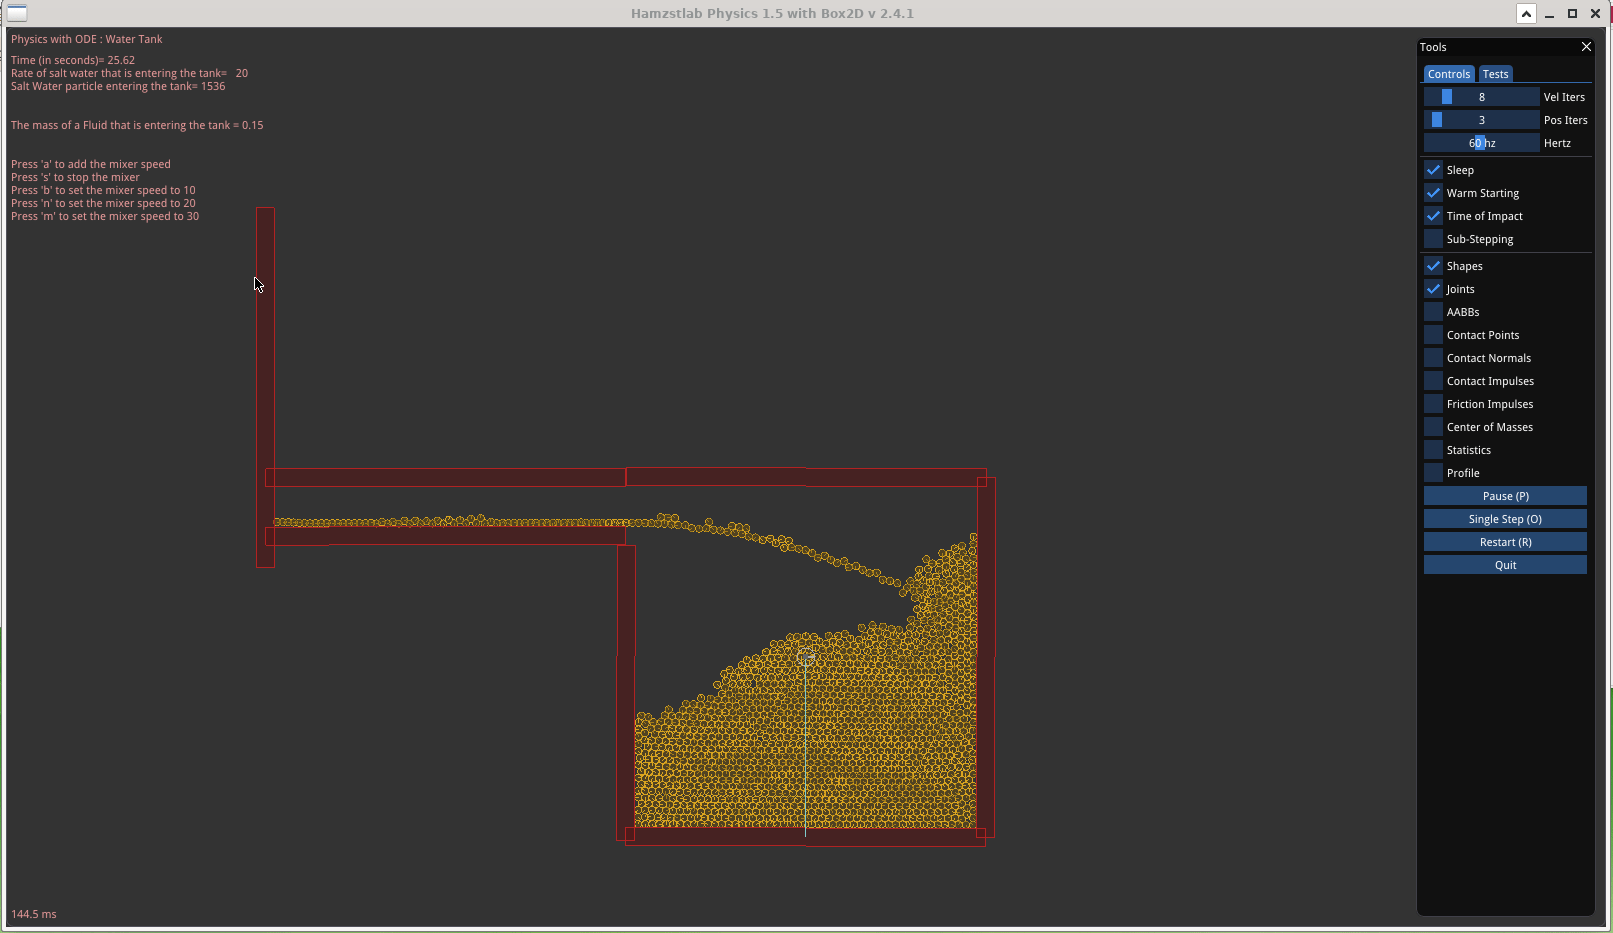 Hamzstlab Physics 1.5 with Box2D v 2.4.1
Physics with ODE : Water Tank
Time (in seconds)= 25.62
Rate of salt water that is entering the tank= 20
Salt Water particle entering the tank= 1536
The mass of a Fluid that is entering the tank = 0.15
Press 'a' to add the mixer speed
Press 's' to stop the mixer
Press 'b' to set the mixer speed to 10
Press 'n' to set the mixer speed to 20
Press 'm' to set the mixer speed to 30
144.5 ms
Tools
Controls Tests
8 Vel Iters
3 Pos Iters
60 hz Hertz
Sleep
Warm Starting
Time of Impact
Sub-Stepping
Shapes
Joints
AABBs
Contact Points
Contact Normals
Contact Impulses
Friction Impulses
Center of Masses
Statistics
Profile
Pause (P)
Single Step (O)
Restart (R)
Quit